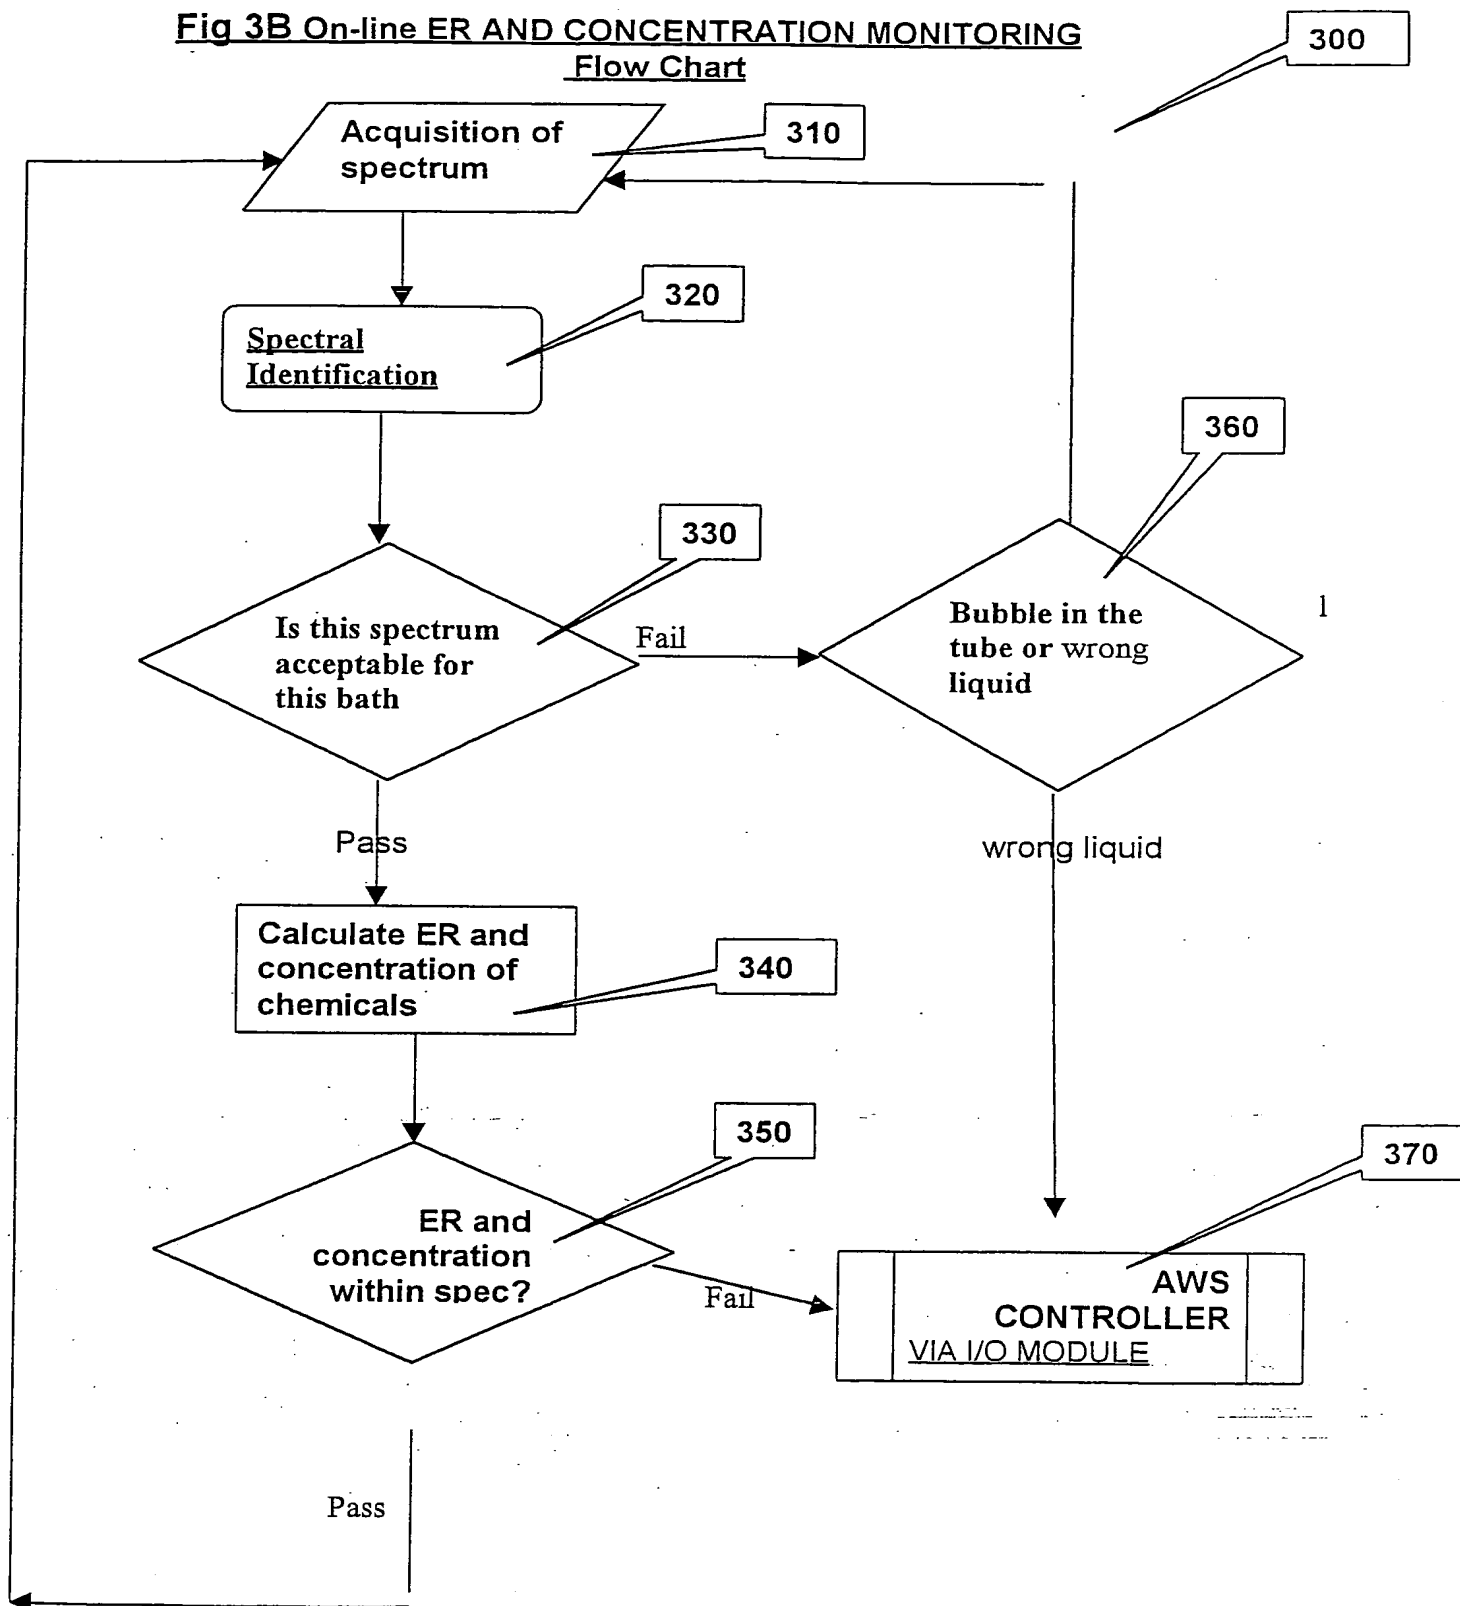 Fig 3B On-line ER AND CONCENTRATION MONITORING
Flow Chart
300
Acquisition of
spectrum
310
320
Spectral
Identification
360
330
Is this spectrum
acceptable for
this bath
Fail
Bubble in the
tube or wrong
liquid
1
Pass
wrong liquid
Calculate ER and
concentration of
chemicals
340
350
370
ER and
concentration
within spec?
Fail
AWS
CONTROLLER
VIA I/O MODULE
Pass